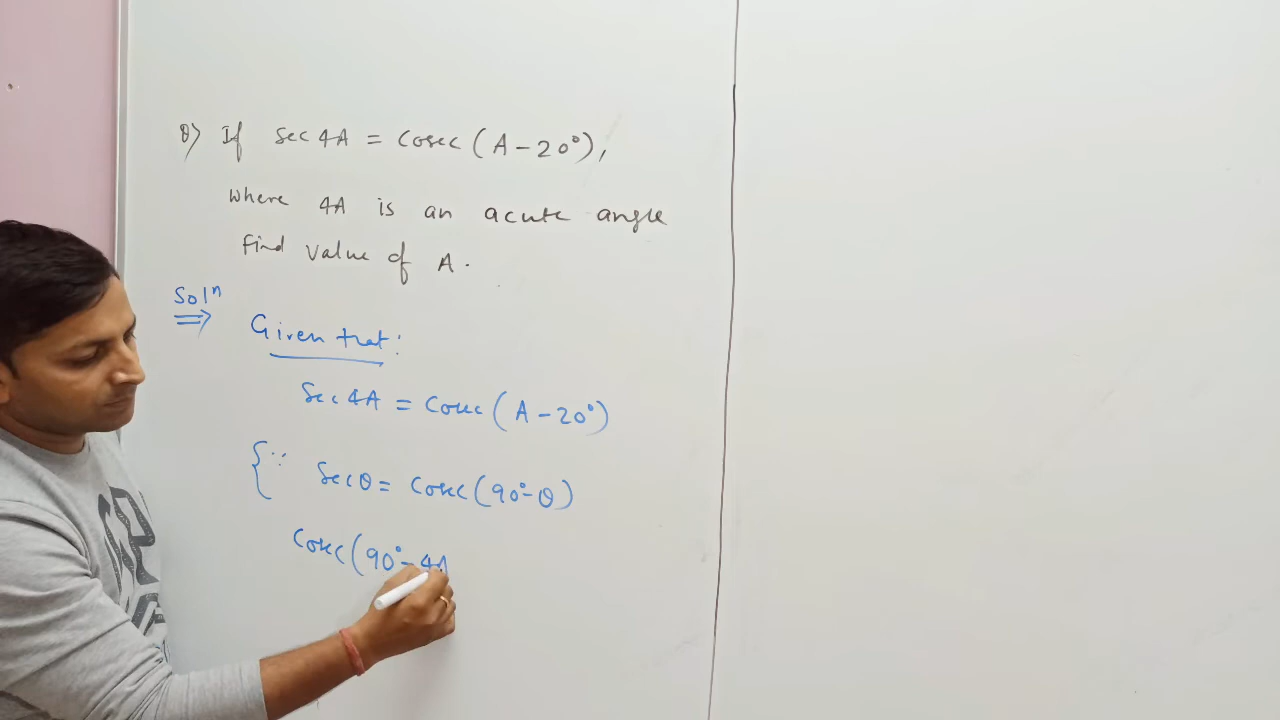 Q) If sec 4A = cosec (A - 20°),
where 4A is an acute angle
find value of A.
Solⁿ
⇒ Given that:
Sec 4A = Cosec (A - 20°)
{∵ Sec θ = Cosec (90° - θ)
Cosec (90° - 4A